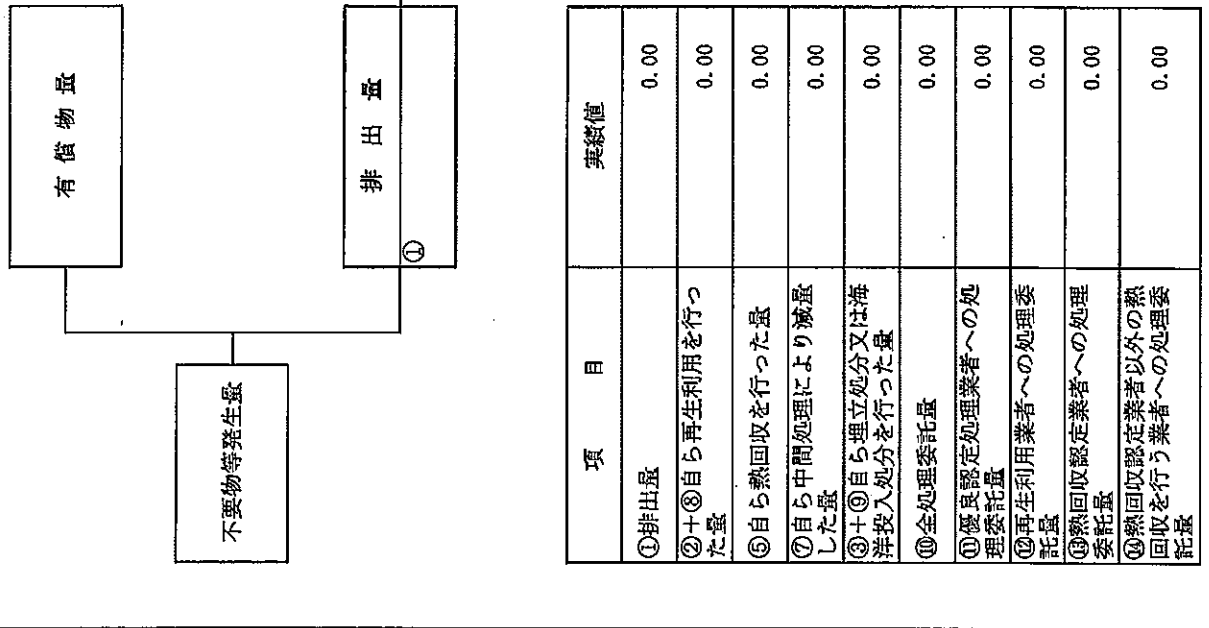 有償物量
不要物等発生量
排出量
①
項目 実績値
①排出量 0.00
②+⑧自ら再生利用を行っ
た量 0.00
⑤自ら熱回収を行った量 0.00
⑦自ら中間処理により減量
した量 0.00
③+⑨自ら埋立処分又は海
洋投入処分を行った量 0.00
⑩全処理委託量 0.00
⑪優良認定処理業者への処
理委託量 0.00
⑫再生利用業者への処理委
託量 0.00
⑬熱回収認定業者への処理
委託量 0.00
⑭熱回収認定業者以外の熱
回収を行う業者への処理委
託量 0.00